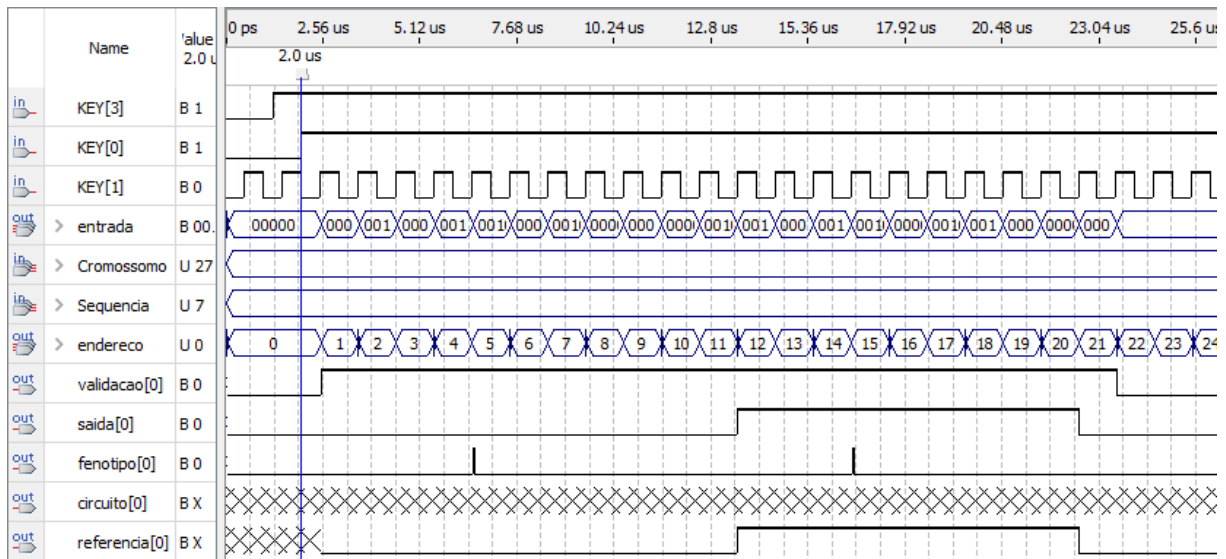 Name 'alue 0 ps 2.56 us 5.12 us 7.68 us 10.24 us 12.8 us 15.36 us 17.92 us 20.48 us 23.04 us 25.6 u
2.0 u 2.0 us
in KEY[3] B 1
in KEY[0] B 1
in KEY[1] B 0
out > entrada B 00. 00000 000 001 000 001 001 000 001 000 000 000 001 001 000 001 001 000 001 001 000 000 000
in > Cromossomo U 27
in > Sequencia U 7
out > endereco U 0 0 1 2 3 4 5 6 7 8 9 10 11 12 13 14 15 16 17 18 19 20 21 22 23 24
out validacao[0] B 0
out saida[0] B 0
out fenotipo[0] B 0
out circuito[0] B X
out referencia[0] B X